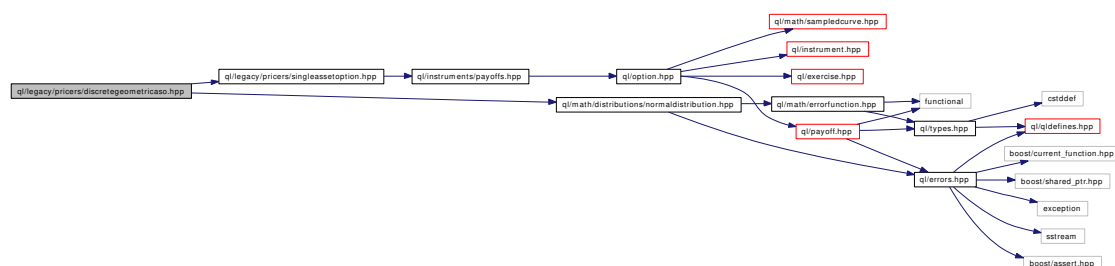 ql/math/sampledcurve.hpp
ql/instrument.hpp
ql/legacy/pricers/singleassetoption.hpp
ql/instruments/payoffs.hpp
ql/option.hpp
ql/exercise.hpp
ql/legacy/pricers/discretegeometricaso.hpp
ql/math/distributions/normaldistribution.hpp
ql/math/errorfunction.hpp
functional
cstddef
ql/payoff.hpp
ql/types.hpp
ql/qldefines.hpp
boost/current_function.hpp
ql/errors.hpp
boost/shared_ptr.hpp
exception
sstream
boost/assert.hpp